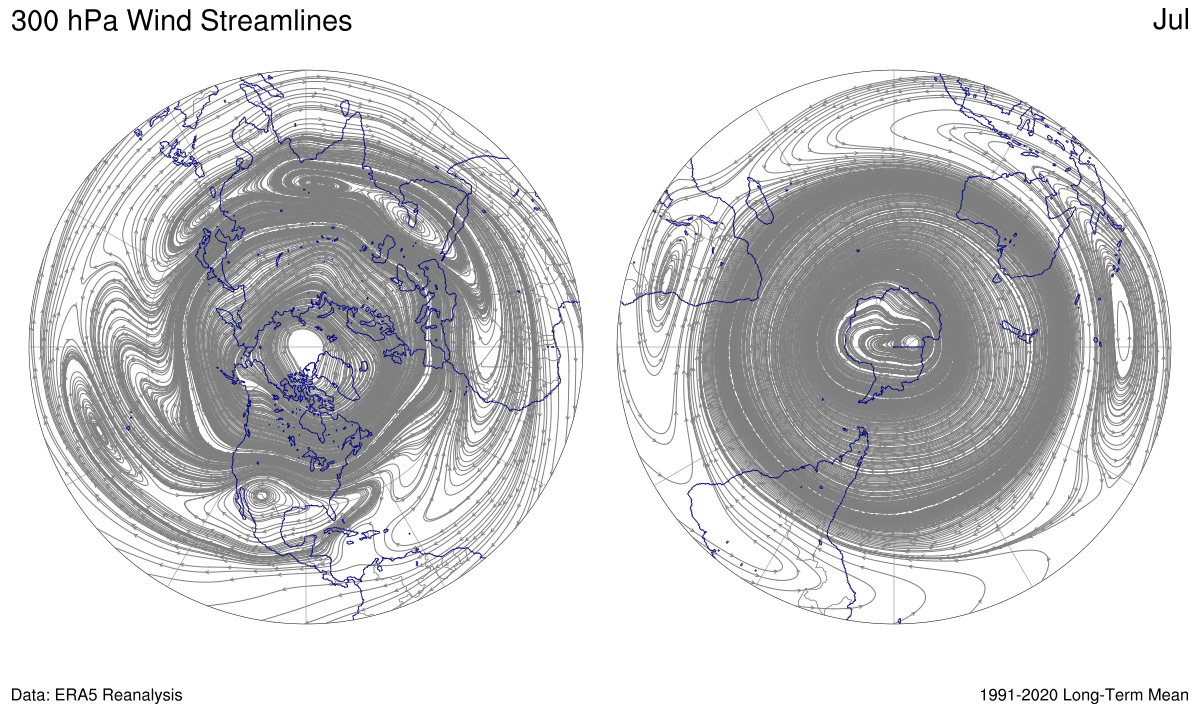 300 hPa Wind Streamlines
Jul
Data: ERA5 Reanalysis
1991-2020 Long-Term Mean